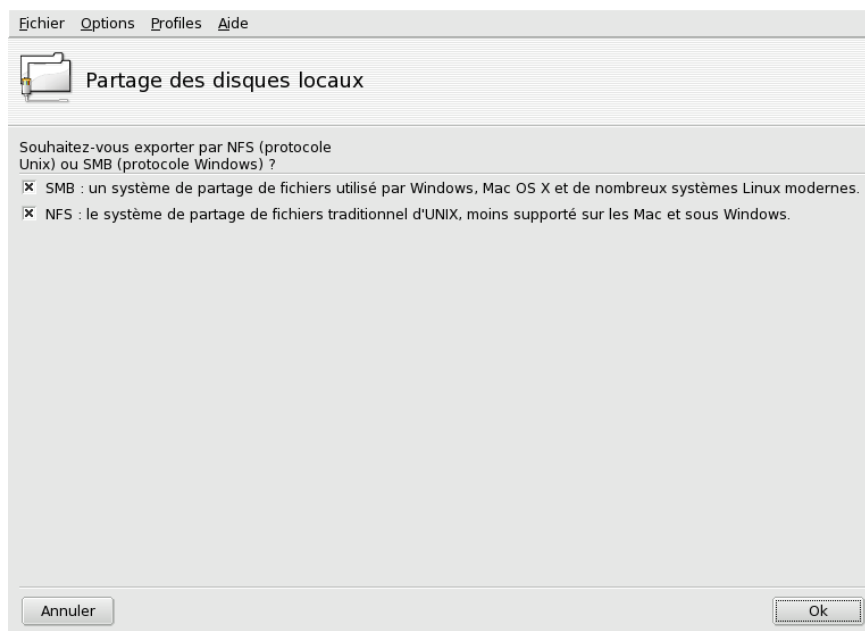 Fichier Options Profiles Aide
Partage des disques locaux
Souhaitez-vous exporter par NFS (protocole
Unix) ou SMB (protocole Windows) ?
SMB : un système de partage de fichiers utilisé par Windows, Mac OS X et de nombreux systèmes Linux modernes.
NFS : le système de partage de fichiers traditionnel d'UNIX, moins supporté sur les Mac et sous Windows.
Annuler Ok